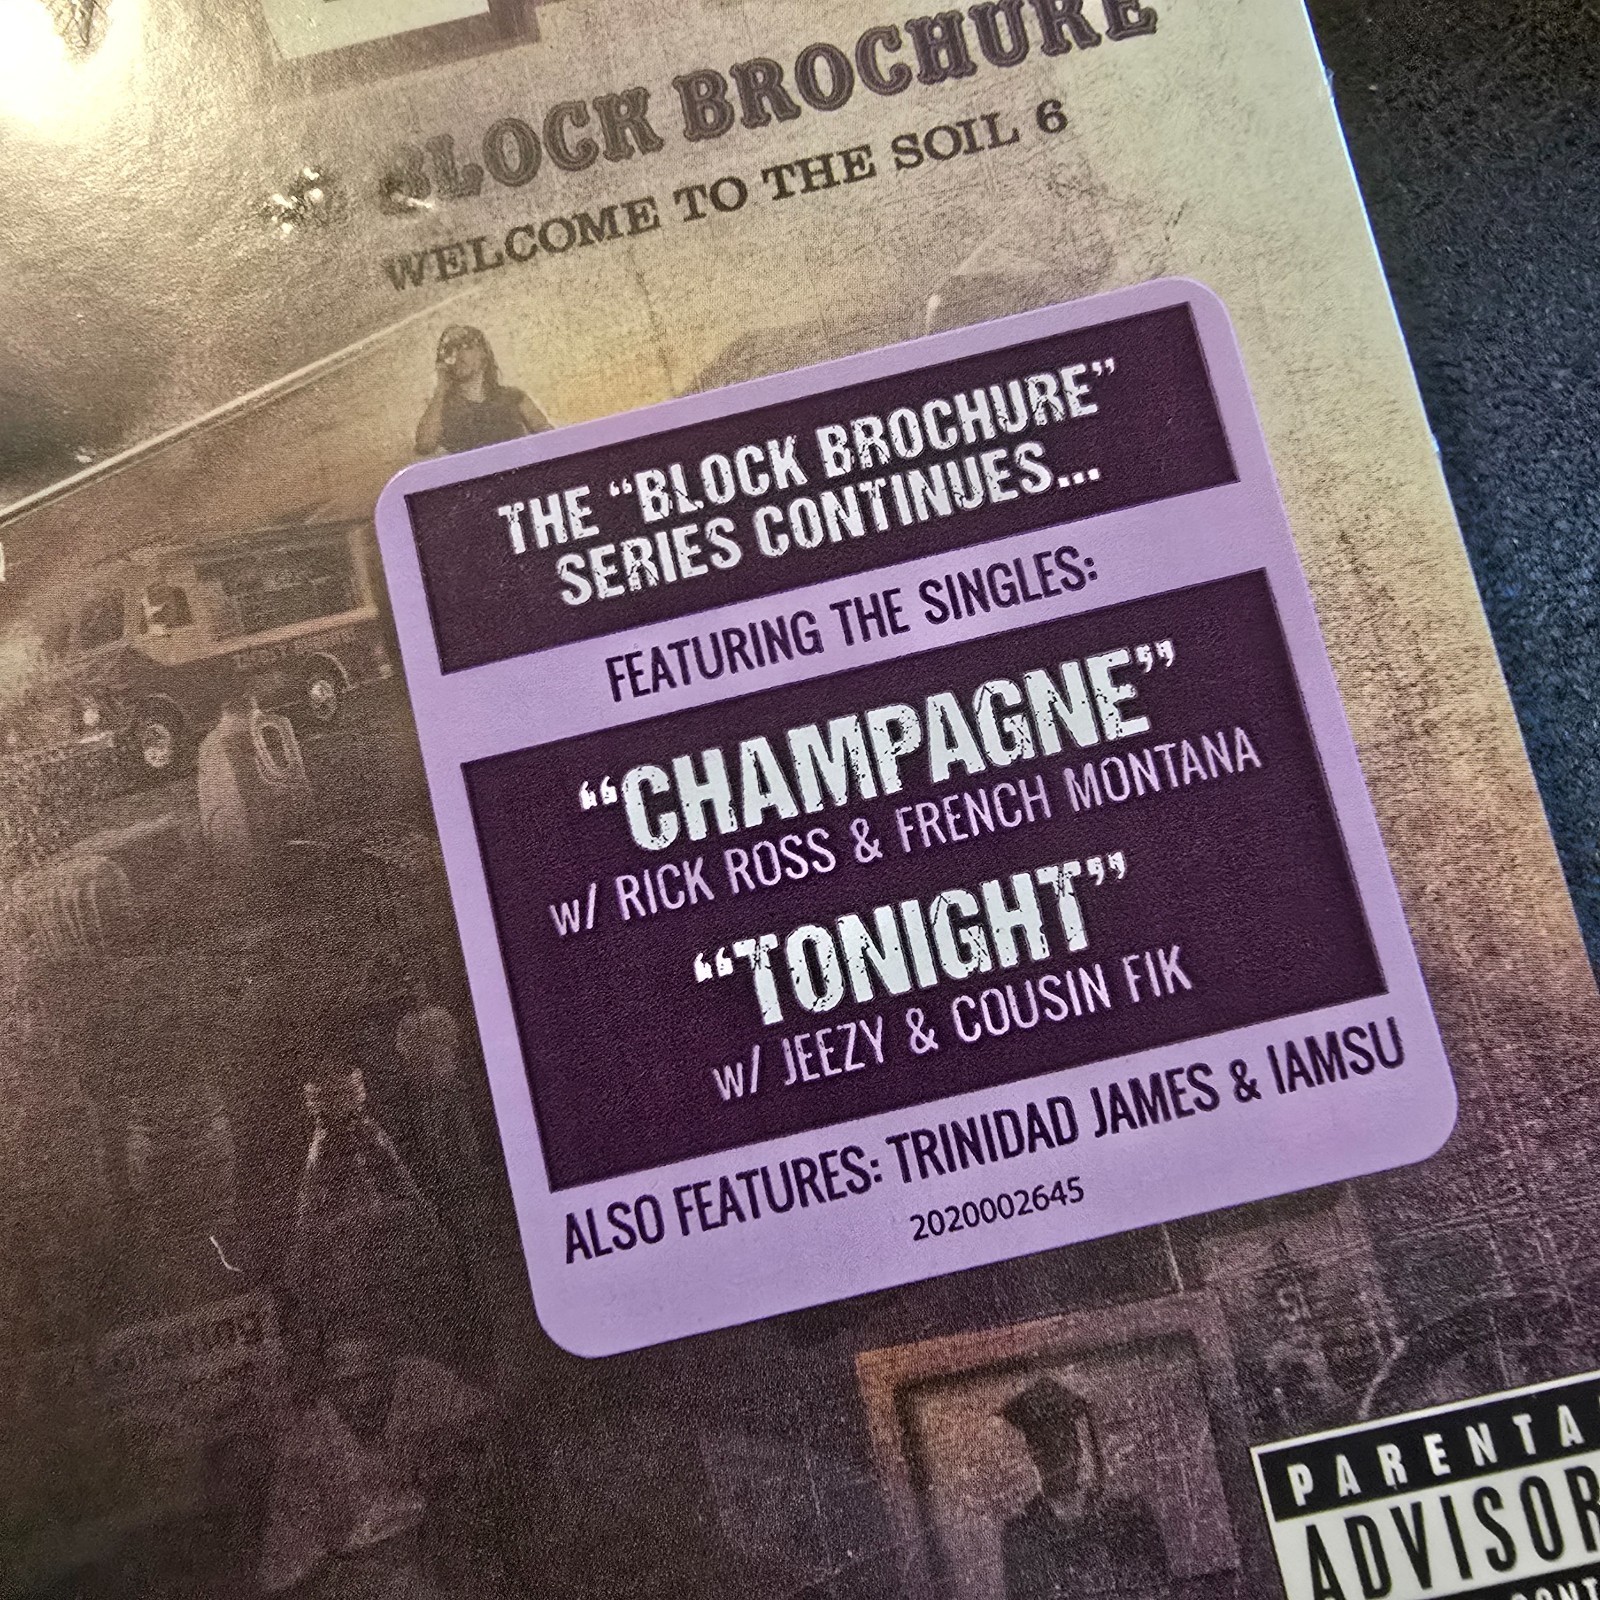 BLOCK BROCHURE
WELCOME TO THE SOIL 6
THE “BLOCK BROCHURE”
SERIES CONTINUES...
FEATURING THE SINGLES:
“CHAMPAGNE”
w/ RICK ROSS & FRENCH MONTANA
“TONIGHT”
w/ JEEZY & COUSIN FIK
ALSO FEATURES: TRINIDAD JAMES & IAMSU
2020002645
PARENTA
ADVISOR